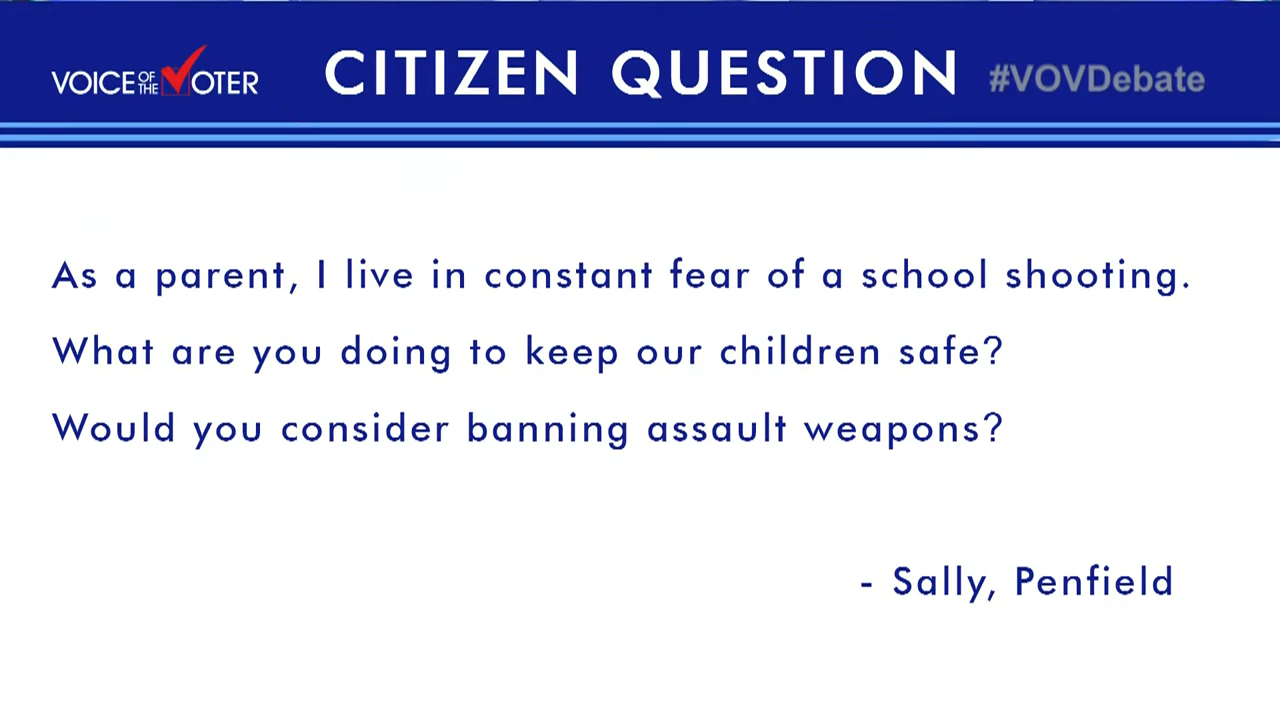 VOICE OF THE VOTER
CITIZEN QUESTION
#VOVDebate
As a parent, I live in constant fear of a school shooting.
What are you doing to keep our children safe?
Would you consider banning assault weapons?
- Sally, Penfield